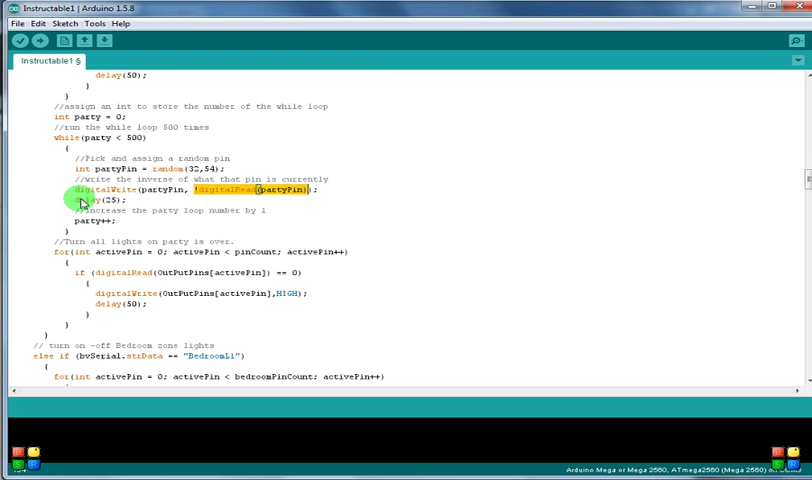 Instructable1 | Arduino 1.5.8
File Edit Sketch Tools Help
Instructable1 §
delay(50);
}
}
//assign an int to store the number of the while loop
int party = 0;
//run the while loop 500 times
while(party < 500)
{
//Pick and assign a random pin
int partyPin = random(32,54);
//write the inverse of what that pin is currently
digitalWrite(partyPin, !digitalRead(partyPin));
delay(25);
//increase the party loop number by 1
party++;
}
//Turn all lights on party is over.
for(int activePin = 0; activePin < pinCount; activePin++)
{
if (digitalRead(OutPutPins[activePin]) == 0)
{
digitalWrite(OutPutPins[activePin],HIGH);
delay(50);
}
}
}
// turn on -off Bedroom zone lights
else if (bvSerial.strData == "BedroomL1")
{
for(int activePin = 0; activePin < bedroomPinCount; activePin++)
Arduino Mega or Mega 2560, ATmega2560 (Mega 2560) on